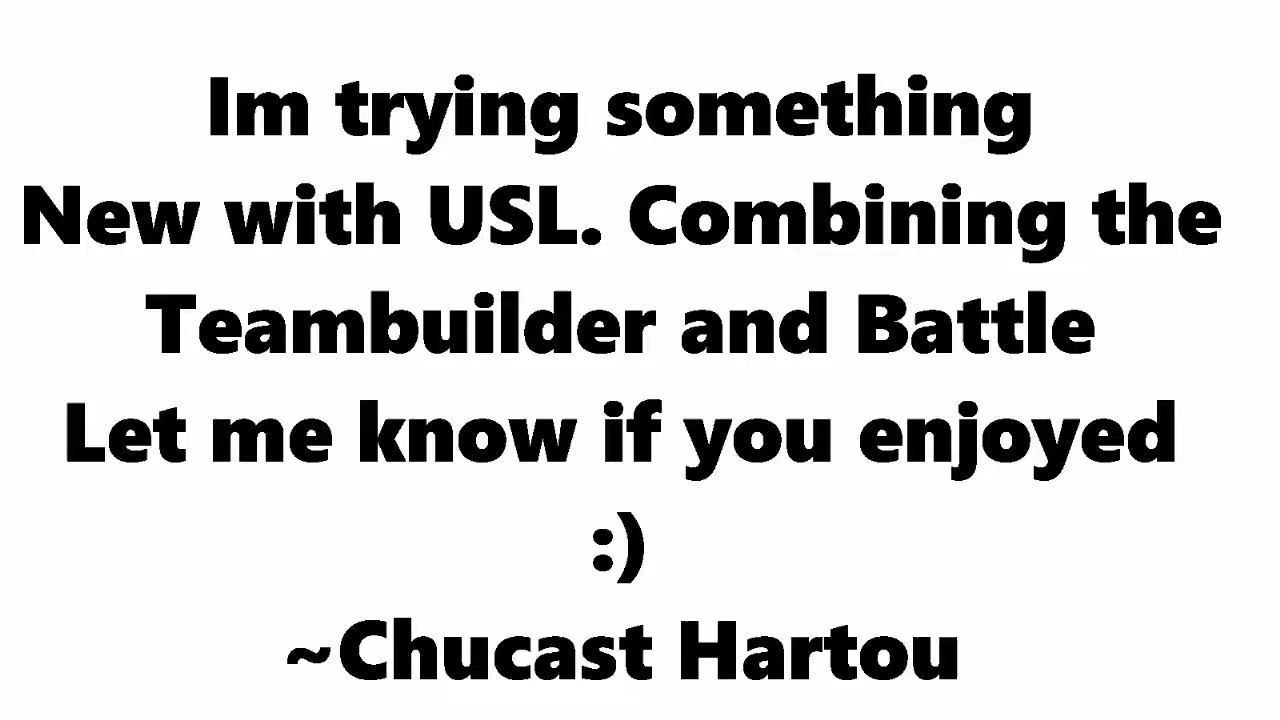 Im trying something
New with USL. Combining the
Teambuilder and Battle
Let me know if you enjoyed
:)
~Chucast Hartou